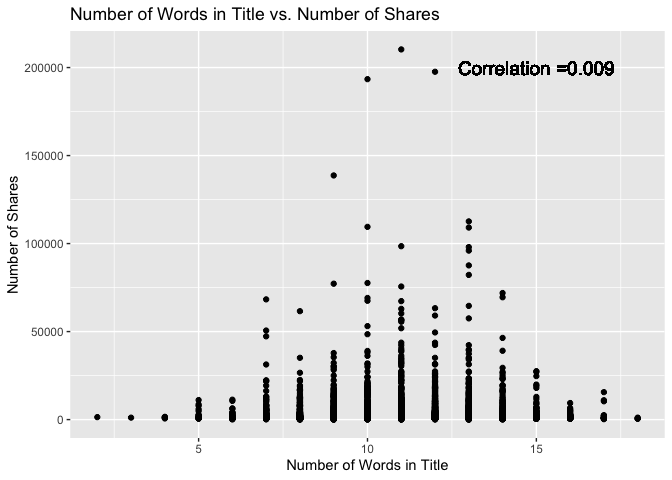 Number of Words in Title vs. Number of Shares
Correlation =0.009
200000
150000
100000
50000
0
Number of Shares
5 10 15
Number of Words in Title